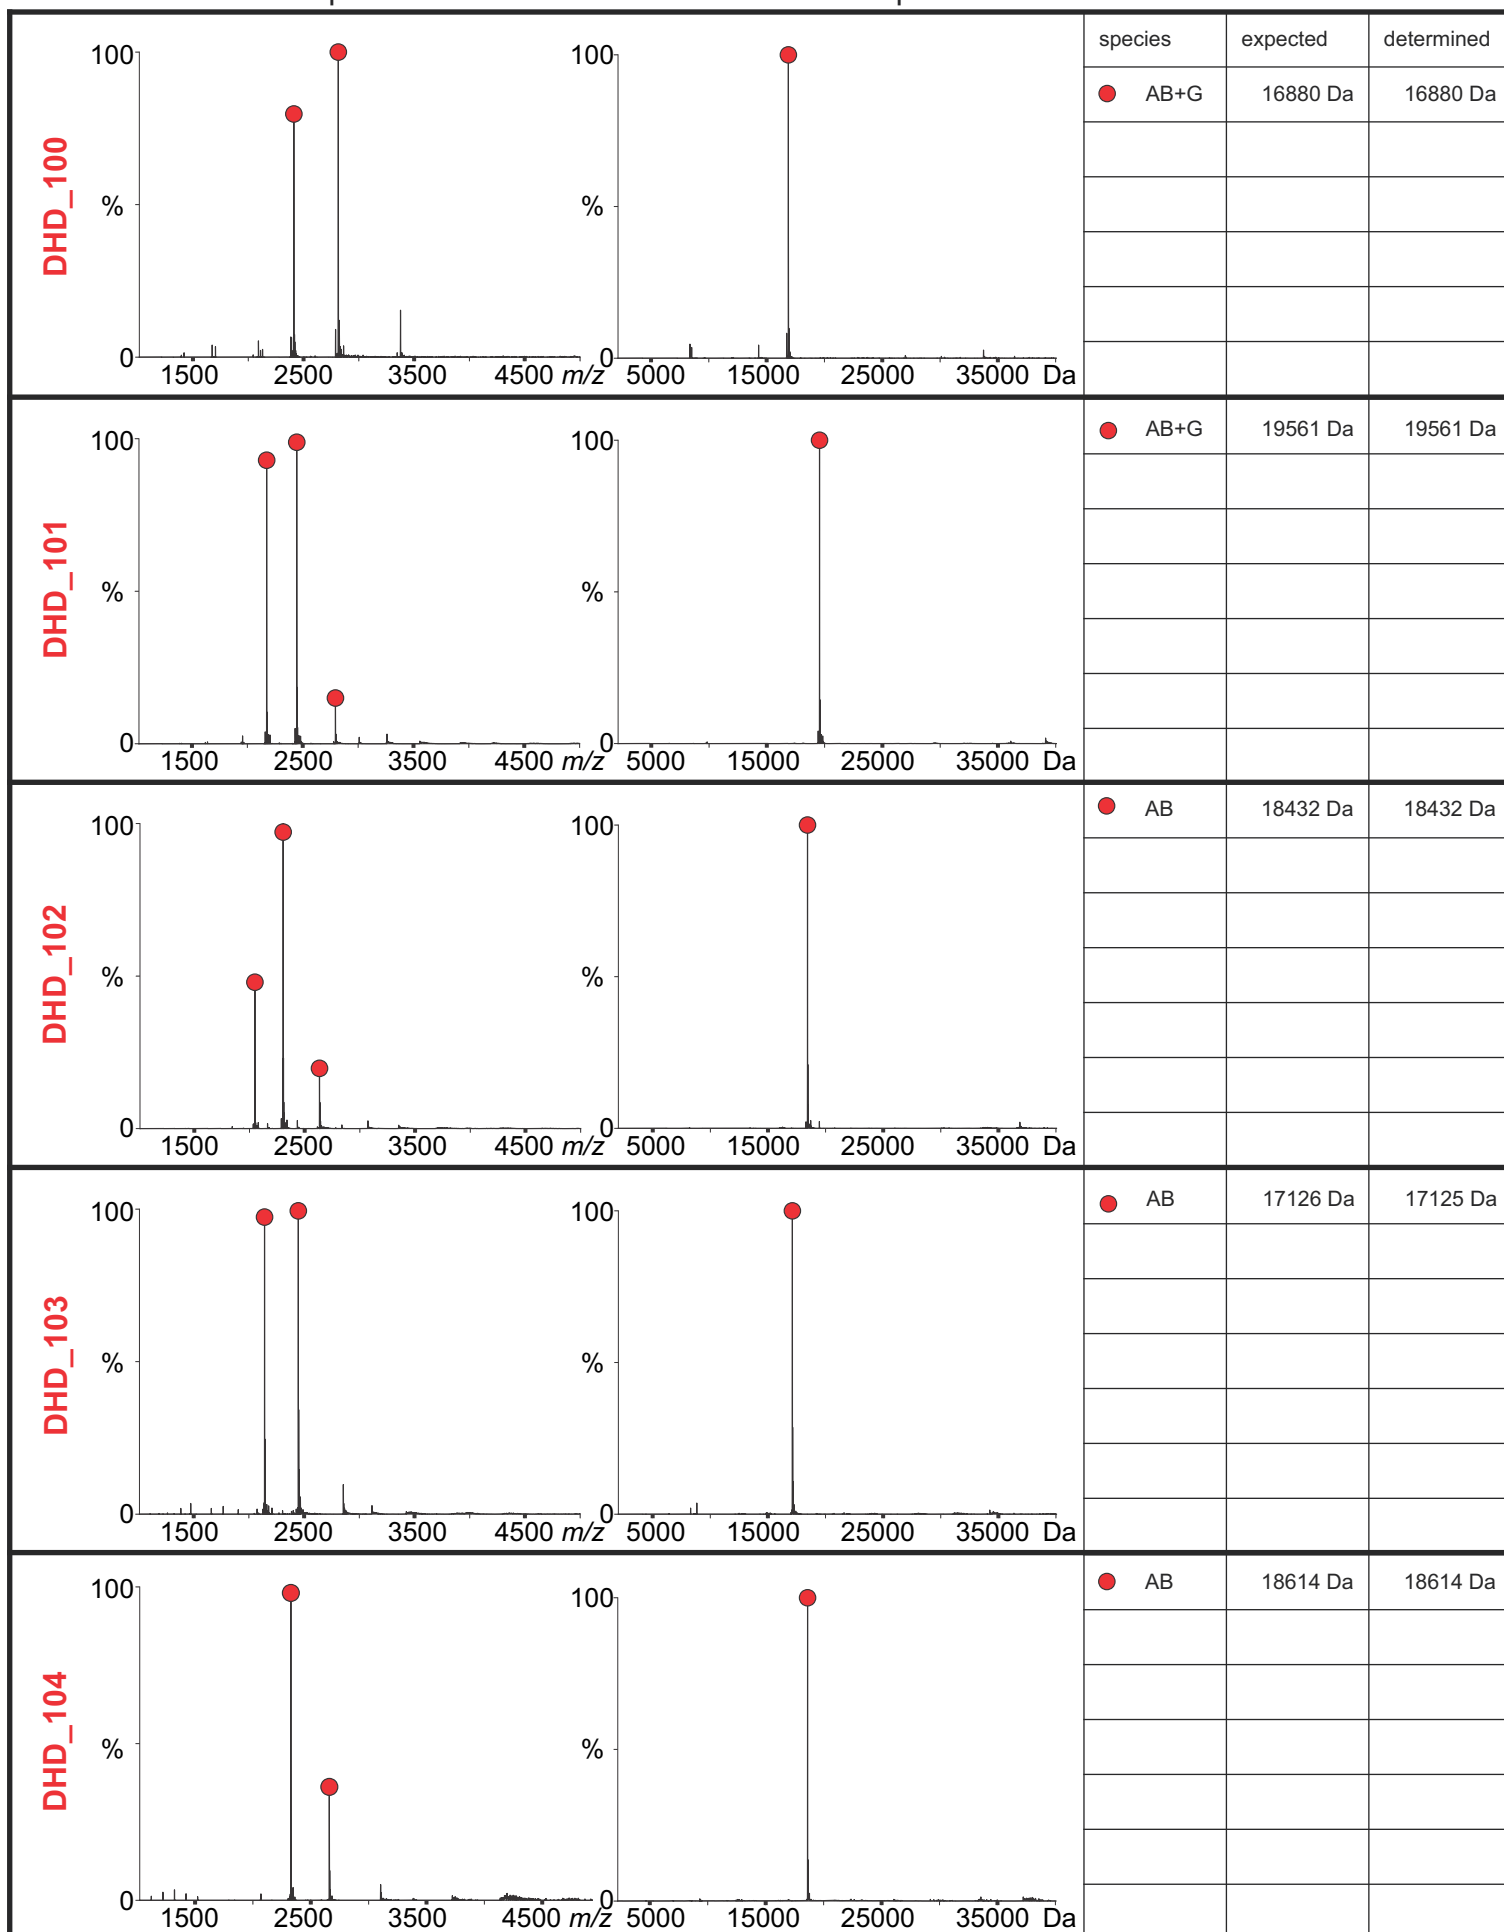 species expected determined
DHD_100
100
%
0
1500 2500 3500 4500 m/z
100
%
0
5000 15000 25000 35000 Da
AB+G 16880 Da 16880 Da
DHD_101
100
%
0
1500 2500 3500 4500 m/z
100
%
0
5000 15000 25000 35000 Da
AB+G 19561 Da 19561 Da
DHD_102
100
%
0
1500 2500 3500 4500 m/z
100
%
0
5000 15000 25000 35000 Da
AB 18432 Da 18432 Da
DHD_103
100
%
0
1500 2500 3500 4500 m/z
100
%
0
5000 15000 25000 35000 Da
AB 17126 Da 17125 Da
DHD_104
100
%
0
1500 2500 3500 4500 m/z
100
%
0
5000 15000 25000 35000 Da
AB 18614 Da 18614 Da